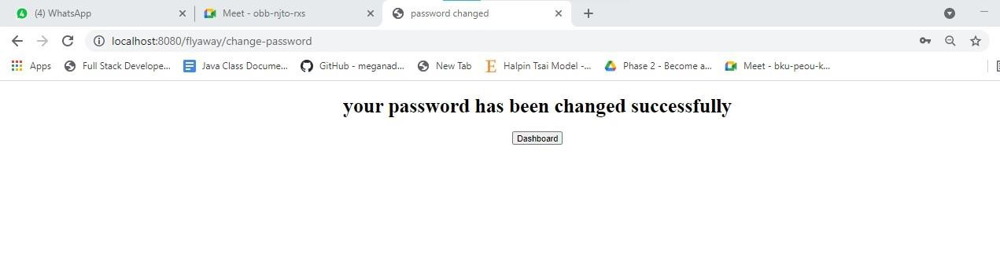 4 (4) WhatsApp Meet - obb-njto-rxs password changed
localhost:8080/flyaway/change-password
Apps Full Stack Develope... Java Class Docume... GitHub - meganad... New Tab E Halpin Tsai Model -... Phase 2 - Become a... Meet - bku-peou-k...
your password has been changed successfully
Dashboard